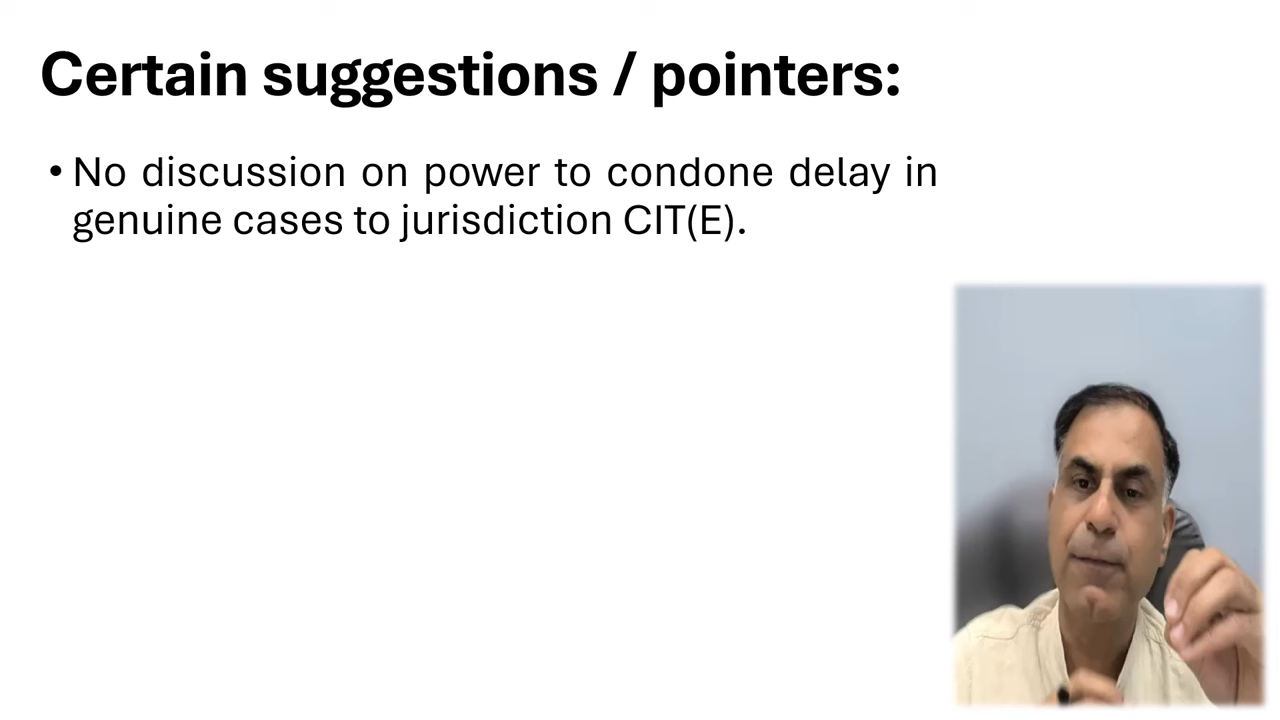 Certain suggestions / pointers:
• No discussion on power to condone delay in
genuine cases to jurisdiction CIT(E).